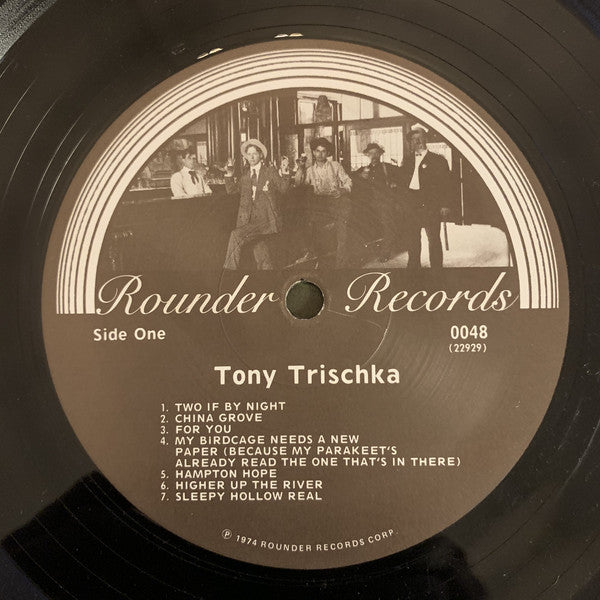 Rounder Records
Side One
0048
(22929)
Tony Trischka
1. TWO IF BY NIGHT
2. CHINA GROVE
3. FOR YOU
4. MY BIRDCAGE NEEDS A NEW
PAPER (BECAUSE MY PARAKEET'S
ALREADY READ THE ONE THAT'S IN THERE)
5. HAMPTON HOPE
6. HIGHER UP THE RIVER
7. SLEEPY HOLLOW REAL
Ⓟ 1974 ROUNDER RECORDS CORP.